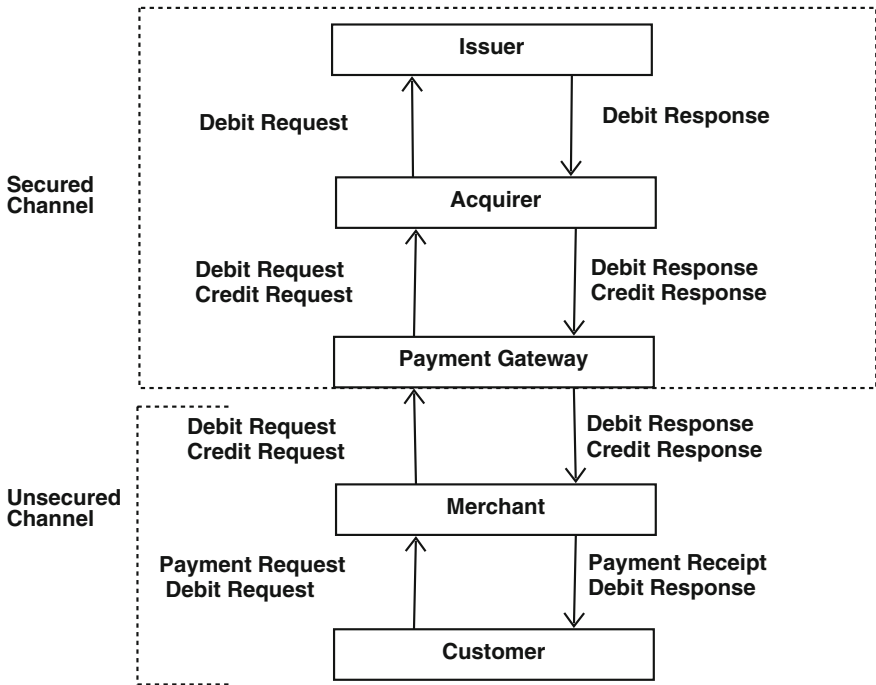 Issuer
Debit Request
Debit Response
Secured
Channel
Acquirer
Debit Request
Credit Request
Debit Response
Credit Response
Payment Gateway
Debit Request
Credit Request
Debit Response
Credit Response
Unsecured
Channel
Merchant
Payment Request
Debit Request
Payment Receipt
Debit Response
Customer